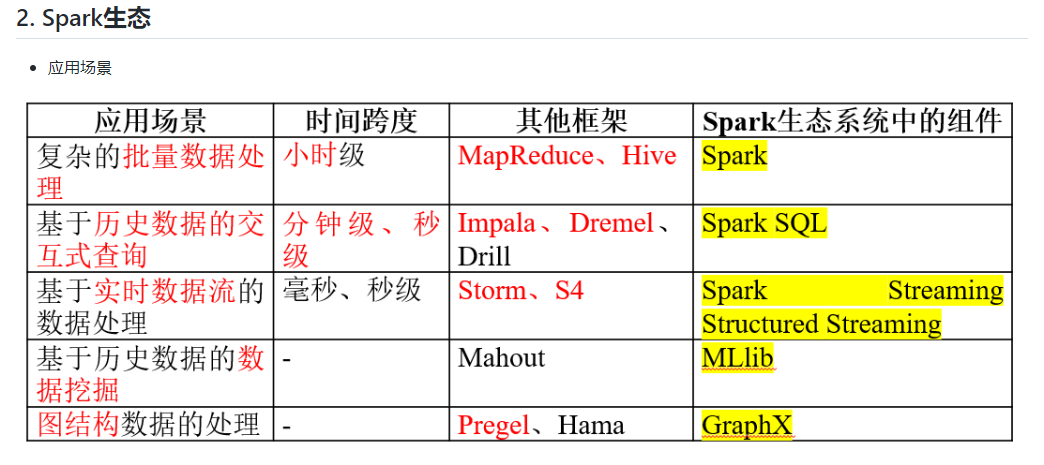 2. Spark生态
应用场景
应用场景 时间跨度 其他框架 Spark生态系统中的组件
复杂的批量数据处理 小时级 MapReduce、Hive Spark
基于历史数据的交互式查询 分钟级、秒级 Impala、Dremel、Drill Spark SQL
基于实时数据流的数据处理 毫秒、秒级 Storm、S4 Spark Streaming Structured Streaming
基于历史数据的数据挖掘 - Mahout MLlib
图结构数据的处理 - Pregel、Hama GraphX